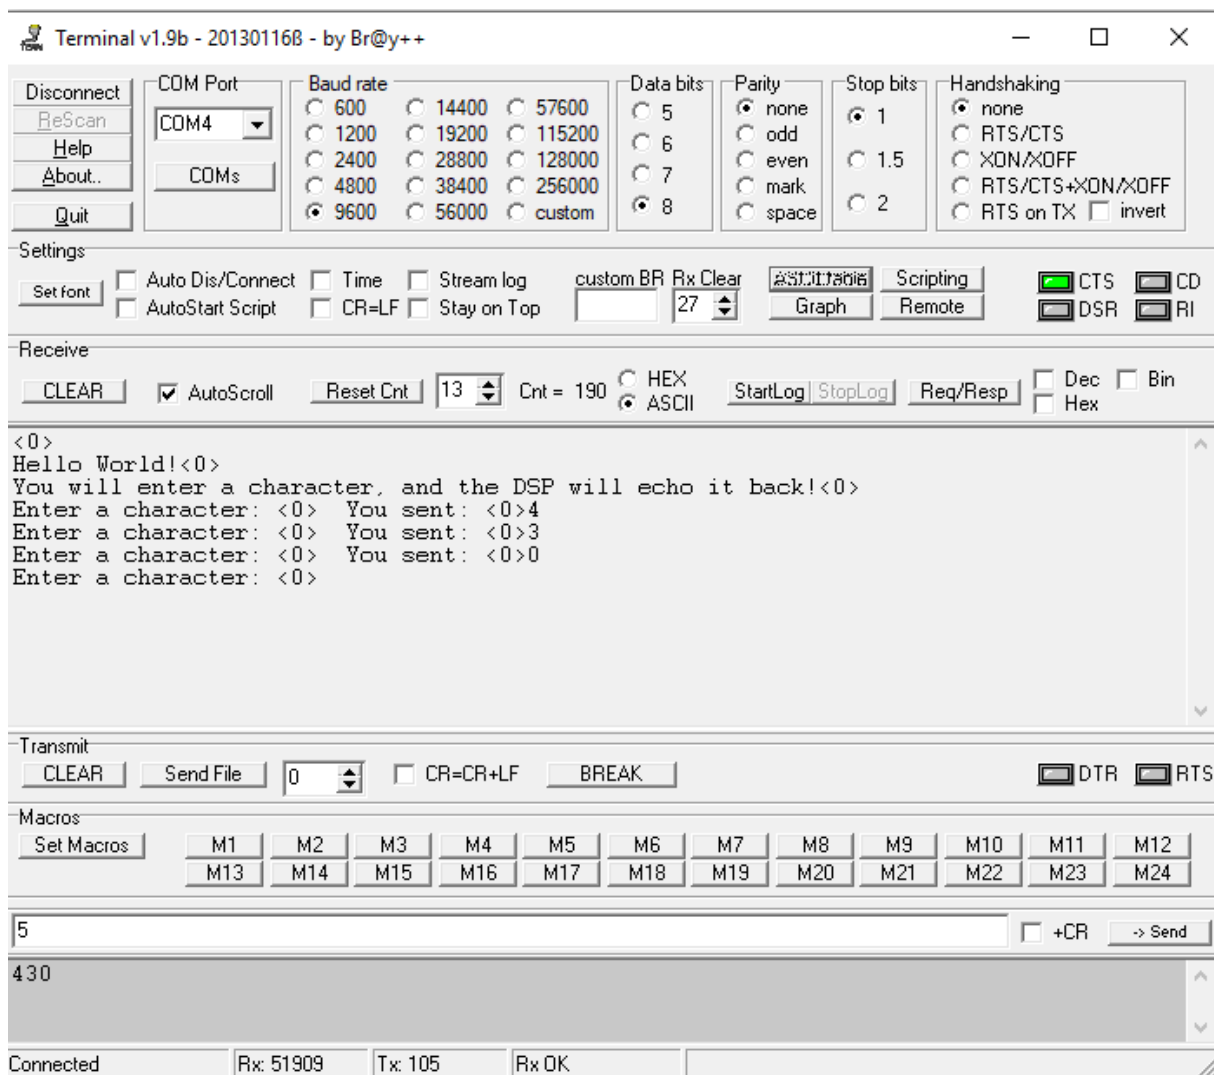 Terminal v1.9b - 20130116ß - by Br@y++
Disconnect
ReScan
Help
About..
Quit
COM Port
COM4
COMs
Baud rate
600 14400 57600
1200 19200 115200
2400 28800 128000
4800 38400 256000
9600 56000 custom
Data bits
5
6
7
8
Parity
none
odd
even
mark
space
Stop bits
1
1.5
2
Handshaking
none
RTS/CTS
XON/XOFF
RTS/CTS+XON/XOFF
RTS on TX invert
Settings
Set font
Auto Dis/Connect Time Stream log
AutoStart Script CR=LF Stay on Top
custom BR Rx Clear
27
Scripting
Graph Remote
CTS CD
DSR RI
Receive
CLEAR AutoScroll Reset Cnt 13 Cnt = 190
HEX
ASCII
StartLog StopLog Req/Resp
Dec Bin
Hex
<0>
Hello World!<0>
You will enter a character, and the DSP will echo it back!<0>
Enter a character: <0>  You sent: <0>4
Enter a character: <0>  You sent: <0>3
Enter a character: <0>  You sent: <0>0
Enter a character: <0>
Transmit
CLEAR Send File 0 CR=CR+LF BREAK DTR RTS
Macros
Set Macros M1 M2 M3 M4 M5 M6 M7 M8 M9 M10 M11 M12
M13 M14 M15 M16 M17 M18 M19 M20 M21 M22 M23 M24
5 +CR -> Send
430
Connected Rx: 51909 Tx: 105 Rx OK